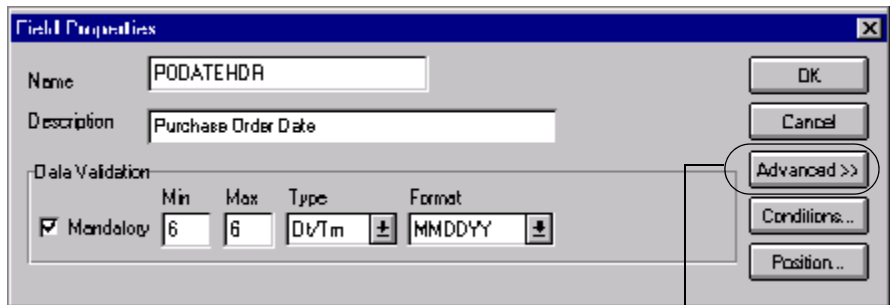 Field Properties
Name PODATEHDR
OK
Description Purchase Order Date
Cancel
Data Validation
Advanced >>
Min Max Type Format
Mandatory 6 6 Dt/Tm MMDDYY
Conditions...
Position...